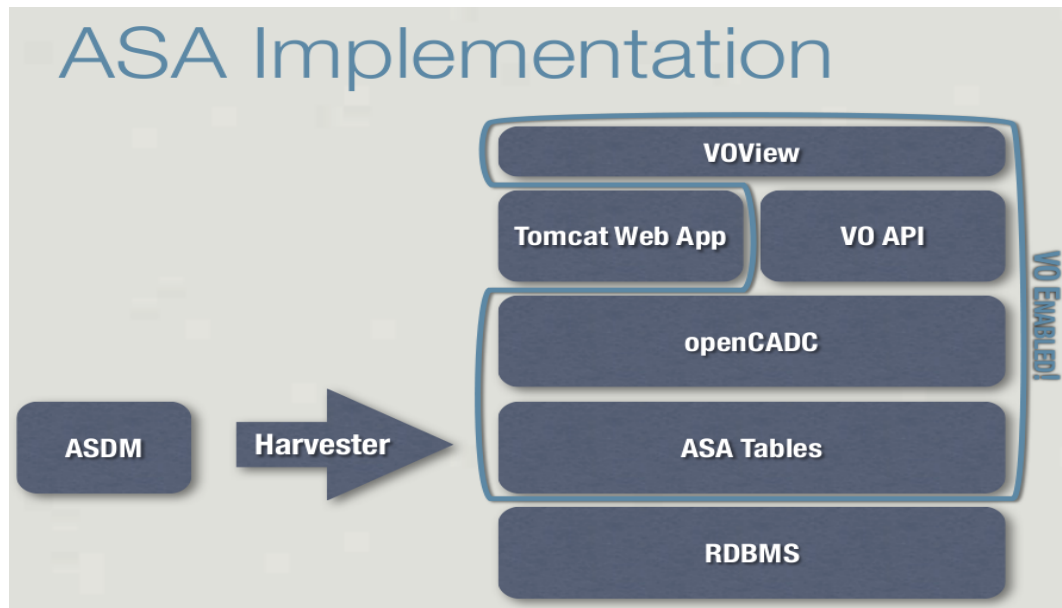 ASA Implementation
VOView
Tomcat Web App
VO API
VO ENABLED!
openCADC
ASDM
Harvester
ASA Tables
RDBMS